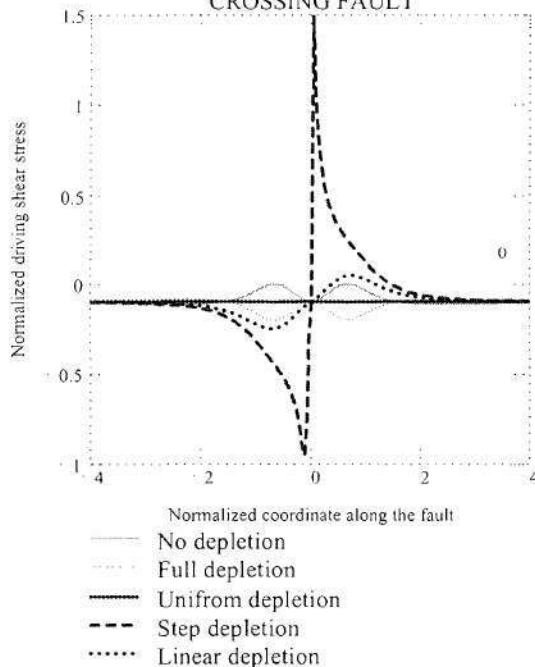 CROSSING FAULT
Normalized driving shear stress
1.5
1
0.5
0
0
0.5
1
4
2
0
2
4
Normalized coordinate along the fault
No depletion
Full depletion
Unifrom depletion
Step depletion
Linear depletion